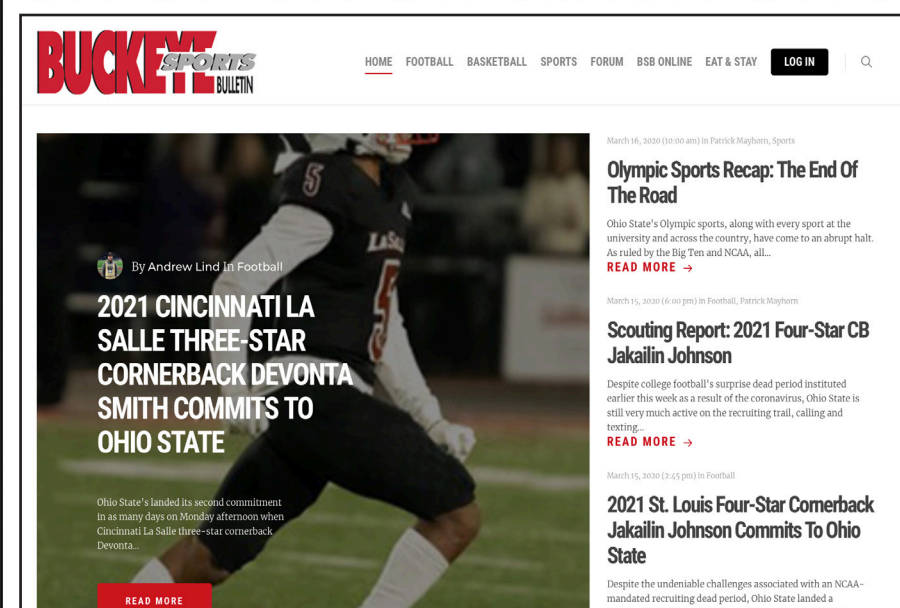 BUCKEYE
SPORTS
BULLETIN
HOME FOOTBALL BASKETBALL SPORTS FORUM BSB ONLINE EAT & STAY LOG IN
5
LASA
5
By Andrew Lind In Football
2021 CINCINNATI LA
SALLE THREE-STAR
CORNERBACK DEVONTA
SMITH COMMITS TO
OHIO STATE
Ohio State's landed its second commitment
in as many days on Monday afternoon when
Cincinnati La Salle three-star cornerback
Devonta...
READ MORE
March 16, 2020 (10:00 am) in Patrick Mayhorn, Sports
Olympic Sports Recap: The End Of
The Road
Ohio State's Olympic sports, along with every sport at the
university and across the country, have come to an abrupt halt.
As ruled by the Big Ten and NCAA, all...
READ MORE →
March 15, 2020 (6:00 pm) in Football, Patrick Mayhorn
Scouting Report: 2021 Four-Star CB
Jakailin Johnson
Despite college football's surprise dead period instituted
earlier this week as a result of the coronavirus, Ohio State is
still very much active on the recruiting trail, calling and
texting...
READ MORE →
March 15, 2020 (2:45 pm) in Football
2021 St. Louis Four-Star Cornerback
Jakailin Johnson Commits To Ohio
State
Despite the undeniable challenges associated with an NCAA-
mandated recruiting dead period, Ohio State landed a